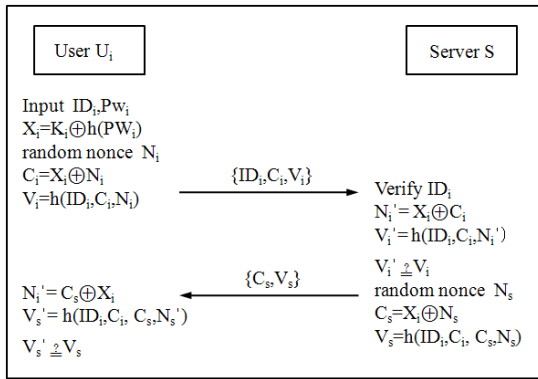 User Uᵢ
Server S
Input IDᵢ,Pwᵢ
Xᵢ=Kᵢ⊕h(PWᵢ)
random nonce Nᵢ
Cᵢ=Xᵢ⊕Nᵢ
Vᵢ=h(IDᵢ,Cᵢ,Nᵢ)
{IDᵢ,Cᵢ,Vᵢ}
Verify IDᵢ
Nᵢ'=Xᵢ⊕Cᵢ
Vᵢ'=h(IDᵢ,Cᵢ,Nᵢ')
Vᵢ' ≟ Vᵢ
random nonce Nₛ
Cₛ=Xᵢ⊕Nₛ
Vₛ=h(IDᵢ,Cᵢ, Cₛ,Nₛ)
{Cₛ,Vₛ}
Nᵢ'=Cₛ⊕Xᵢ
Vₛ'=h(IDᵢ,Cᵢ, Cₛ,Nₛ')
Vₛ' ≟ Vₛ